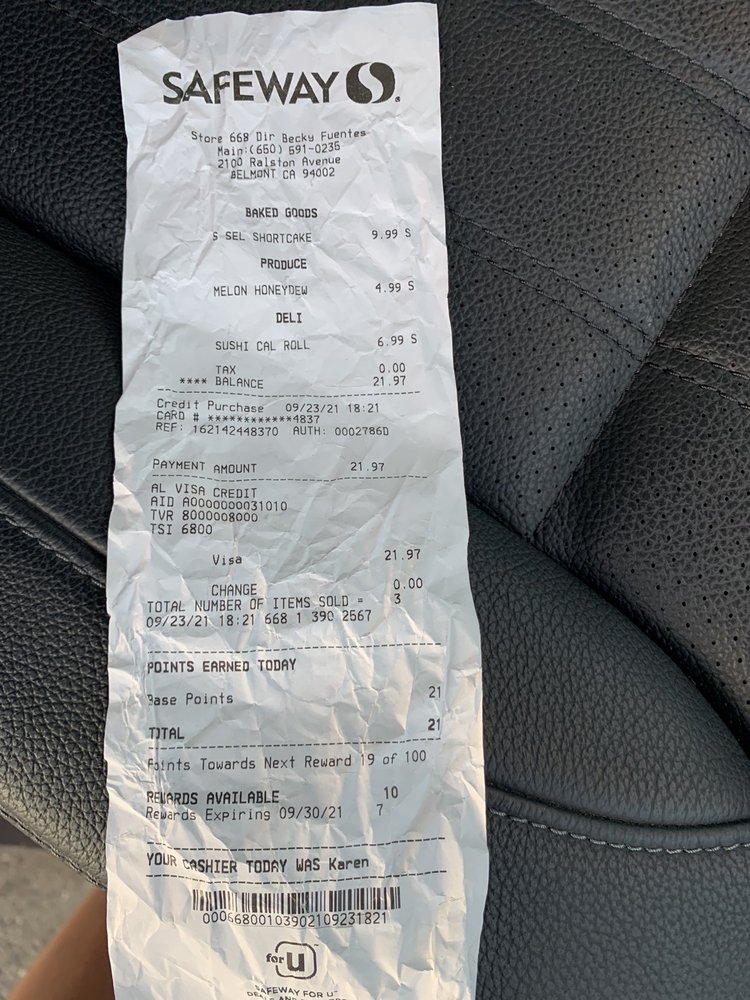 SAFEWAY
Store 668 Dir Becky Fuentes
Main:(650) 591-0235
2100 Ralston Avenue
BELMONT CA 94002
BAKED GOODS
S SEL SHORTCAKE 9.99 S
PRODUCE
MELON HONEYDEW 4.99 S
DELI
SUSHI CAL ROLL 6.99 S
TAX 0.00
**** BALANCE 21.97
Credit Purchase 09/23/21 18:21
CARD # ************4837
REF: 162142448370 AUTH: 0002786D
PAYMENT AMOUNT 21.97
AL VISA CREDIT
AID A0000000031010
TVR 8000008000
TSI 6800
Visa 21.97
CHANGE 0.00
TOTAL NUMBER OF ITEMS SOLD = 3
09/23/21 18:21 668 1 390 2567
POINTS EARNED TODAY
Base Points 21
TOTAL 21
Points Towards Next Reward 19 of 100
REWARDS AVAILABLE 10
Rewards Expiring 09/30/21 7
YOUR CASHIER TODAY WAS Karen
00066800103902109231821
for U
SAFEWAY FOR U